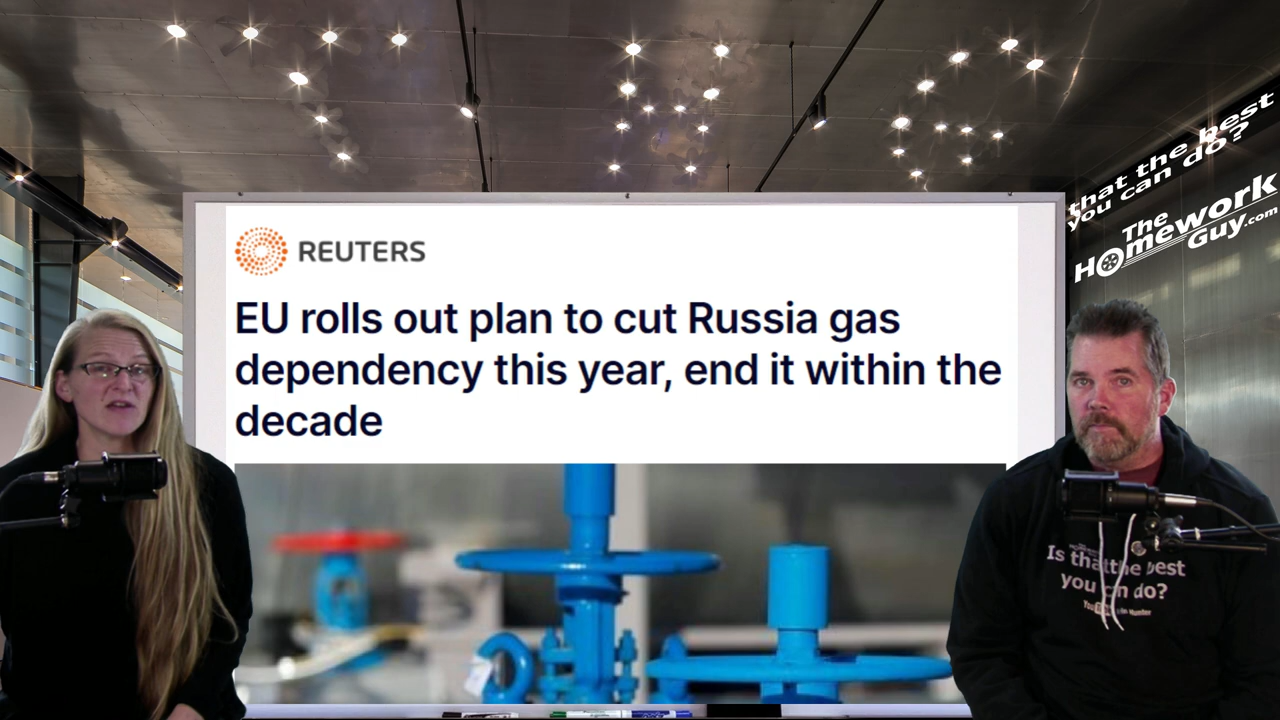 that the best
you can do?
The
Homework
Guy.com
REUTERS
EU rolls out plan to cut Russia gas
dependency this year, end it within the
decade
Is that the best
you can do?